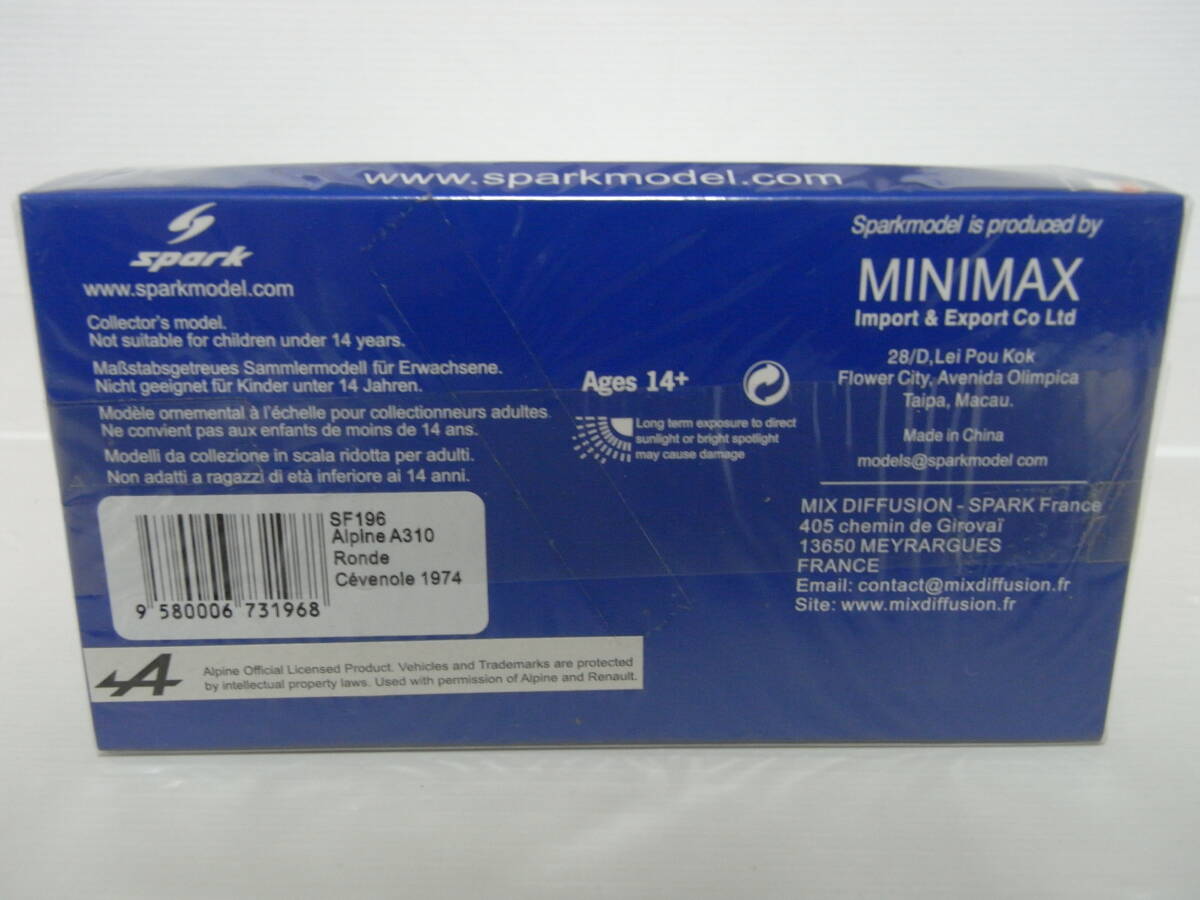 www.sparkmodel.com
spark
www.sparkmodel.com
Collector's model.
Not suitable for children under 14 years.
Maßstabsgetreues Sammlermodell für Erwachsene.
Nicht geeignet für Kinder unter 14 Jahren.
Modèle ornemental à l'échelle pour collectionneurs adultes
Ne convient pas aux enfants de moins de 14 ans.
Modelli da collezione in scala ridotta per adulti.
Non adatti a ragazzi di età inferiore ai 14 anni.
SF196
Alpine A310
Ronde
Cévenole 1974
9 580006 731968
A
Alpine Official Licensed Product. Vehicles and Trademarks are protected
by intellectual property laws. Used with permission of Alpine and Renault.
Ages 14+
Long term exposure to direct
sunlight or bright spotlight
may cause damage
Sparkmodel is produced by
MINIMAX
Import & Export Co Ltd
28/D, Lei Pou Kok
Flower City, Avenida Olimpica
Taipa, Macau.
Made in China
models@sparkmodel.com
MIX DIFFUSION - SPARK France
405 chemin de Girovaï
13650 MEYRARGUES
FRANCE
Email: contact@mixdiffusion.fr
Site: www.mixdiffusion.fr